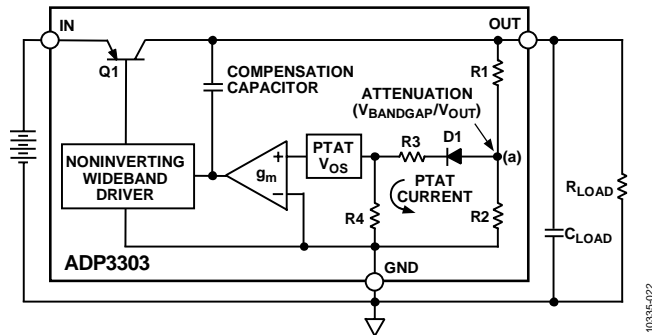 IN
OUT
Q1
COMPENSATION
CAPACITOR
R1
ATTENUATION
(VBANDGAP/VOUT)
NONINVERTING
WIDEBAND
DRIVER
gm
+
−
PTAT
VOS
R3
D1
(a)
PTAT
CURRENT
R4
R2
RLOAD
CLOAD
ADP3303
GND
10335-022